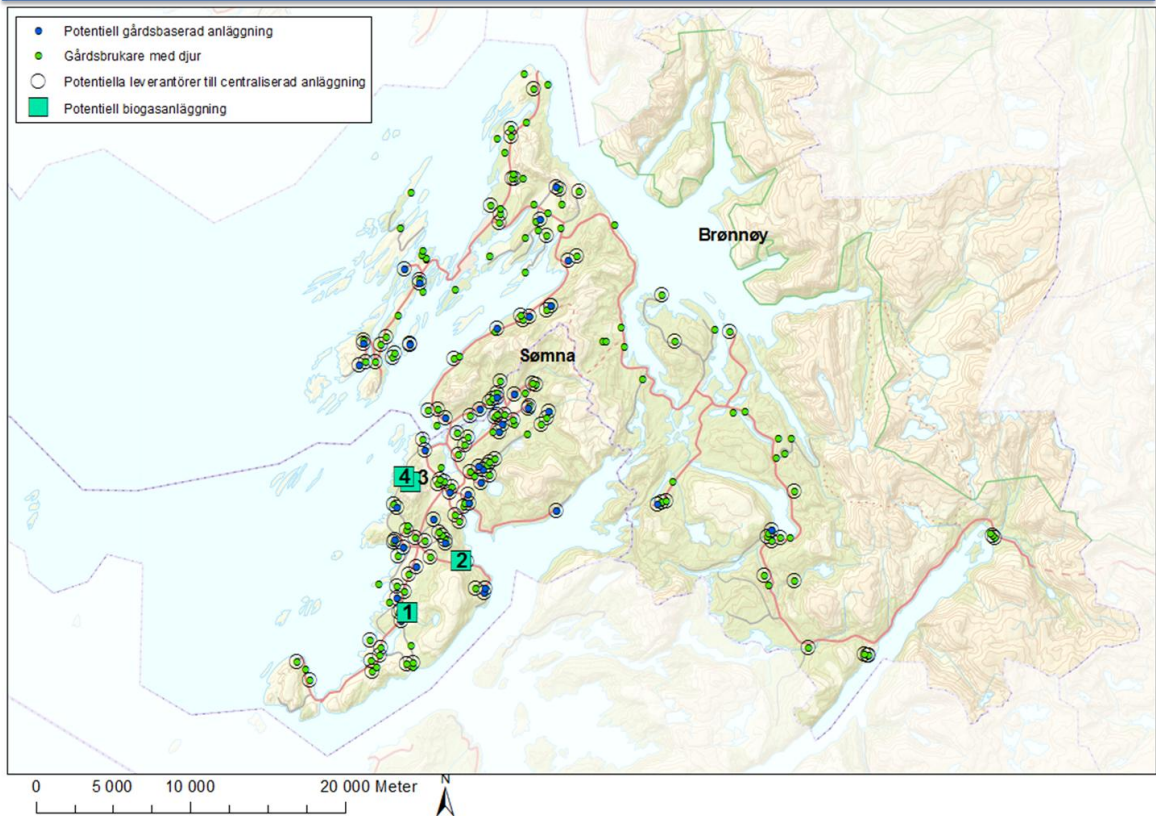 Potentiell gårdsbaserad anläggning
Gårdsbrukare med djur
Potentiella leverantörer till centraliserad anläggning
Potentiell biogasanläggning
Brønnøy
Sømna
4 3
2
1
0 5 000 10 000 20 000 Meter
N